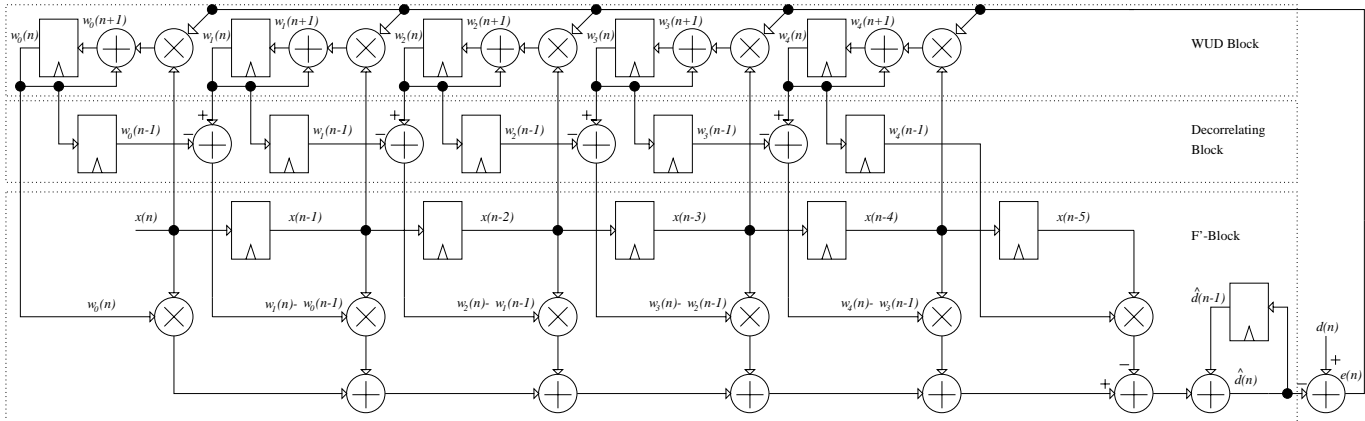 w0(n) w0(n+1) w1(n) w1(n+1) w2(n) w2(n+1) w3(n) w3(n+1) w4(n) w4(n+1)
WUD Block
+ + + +
w0(n-1) − w1(n-1) − w2(n-1) − w3(n-1) − w4(n-1)
Decorrelating
Block
x(n) x(n-1) x(n-2) x(n-3) x(n-4) x(n-5)
F'-Block
w0(n) w1(n)- w0(n-1) w2(n)- w1(n-1) w3(n)- w2(n-1) w4(n)- w3(n-1) d̂(n-1)
d(n)
− +
+ d̂(n) − e(n)